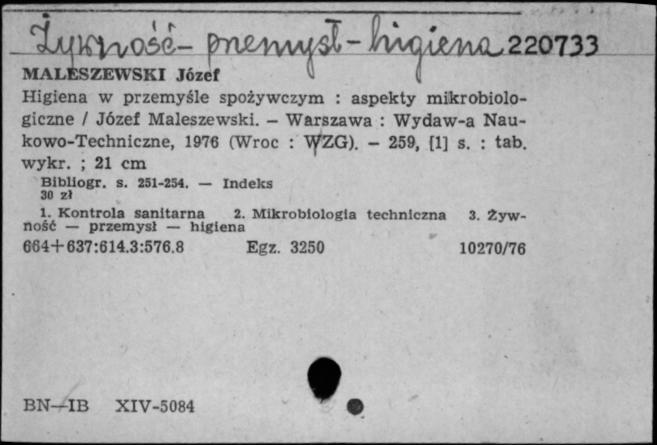 Żywność - przemysł - higiena 220733
MALESZEWSKI Józef
Higiena w przemyśle spożywczym : aspekty mikrobiolo-
giczne / Józef Maleszewski. — Warszawa : Wydaw-a Nau-
kowo-Techniczne, 1976 (Wroc : WZG). — 259, [1] s. : tab.
wykr. ; 21 cm
Bibliogr. s. 251-254. — Indeks
30 zł
1. Kontrola sanitarna 2. Mikrobiologia techniczna 3. Żyw-
ność — przemysł — higiena
664+637:614.3:576.8 Egz. 3250 10270/76
BN—IB XIV-5084